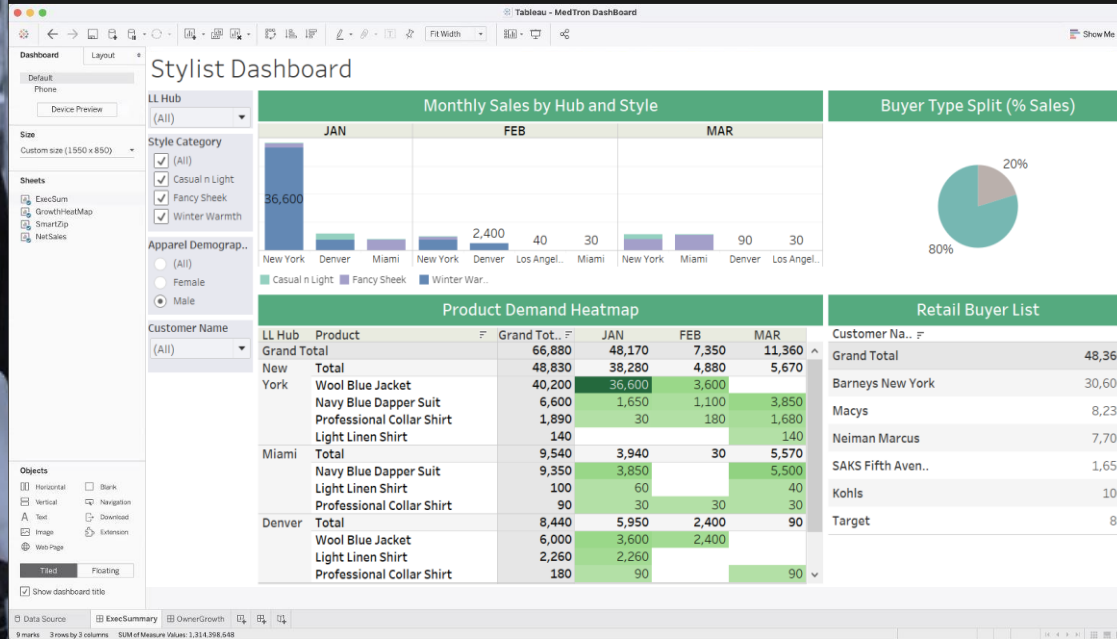 Tableau - MedTron DashBoard
Fit Width
Show Me
Dashboard
Layout
Default
Phone
Device Preview
Size
Custom size (1550 x 850)
Sheets
ExecSum
GrowthHeatMap
SmartZip
NetSales
Objects
Horizontal Blank
Vertical Navigation
Text Download
Image Extension
Web Page
Tiled Floating
Show dashboard title
Stylist Dashboard
LL Hub
(All)
Style Category
(All)
Casual n Light
Fancy Sheek
Winter Warmth
Apparel Demograp..
(All)
Female
Male
Customer Name
(All)
Monthly Sales by Hub and Style
JAN FEB MAR
36,600
2,400 40 30 90 30
New York Denver Miami New York Denver Los Angel.. Miami New York Miami Denver Los Angel..
Casual n Light Fancy Sheek Winter War..
Buyer Type Split (% Sales)
20%
80%
Product Demand Heatmap
LL Hub Product Grand Tot.. JAN FEB MAR
Grand Total 66,880 48,170 7,350 11,360
New York Total 48,830 38,280 4,880 5,670
Wool Blue Jacket 40,200 36,600 3,600
Navy Blue Dapper Suit 6,600 1,650 1,100 3,850
Professional Collar Shirt 1,890 30 180 1,680
Light Linen Shirt 140 140
Miami Total 9,540 3,940 30 5,570
Navy Blue Dapper Suit 9,350 3,850 5,500
Light Linen Shirt 100 60 40
Professional Collar Shirt 90 30 30 30
Denver Total 8,440 5,950 2,400 90
Wool Blue Jacket 6,000 3,600 2,400
Light Linen Shirt 2,260 2,260
Professional Collar Shirt 180 90 90
Retail Buyer List
Customer Na..
Grand Total 48,36
Barneys New York 30,60
Macys 8,23
Neiman Marcus 7,70
SAKS Fifth Aven.. 1,65
Kohls 10
Target 8
Data Source ExecSummary OwnerGrowth
9 marks 3 rows by 3 columns SUM of Measure Values: 1,314,398,648